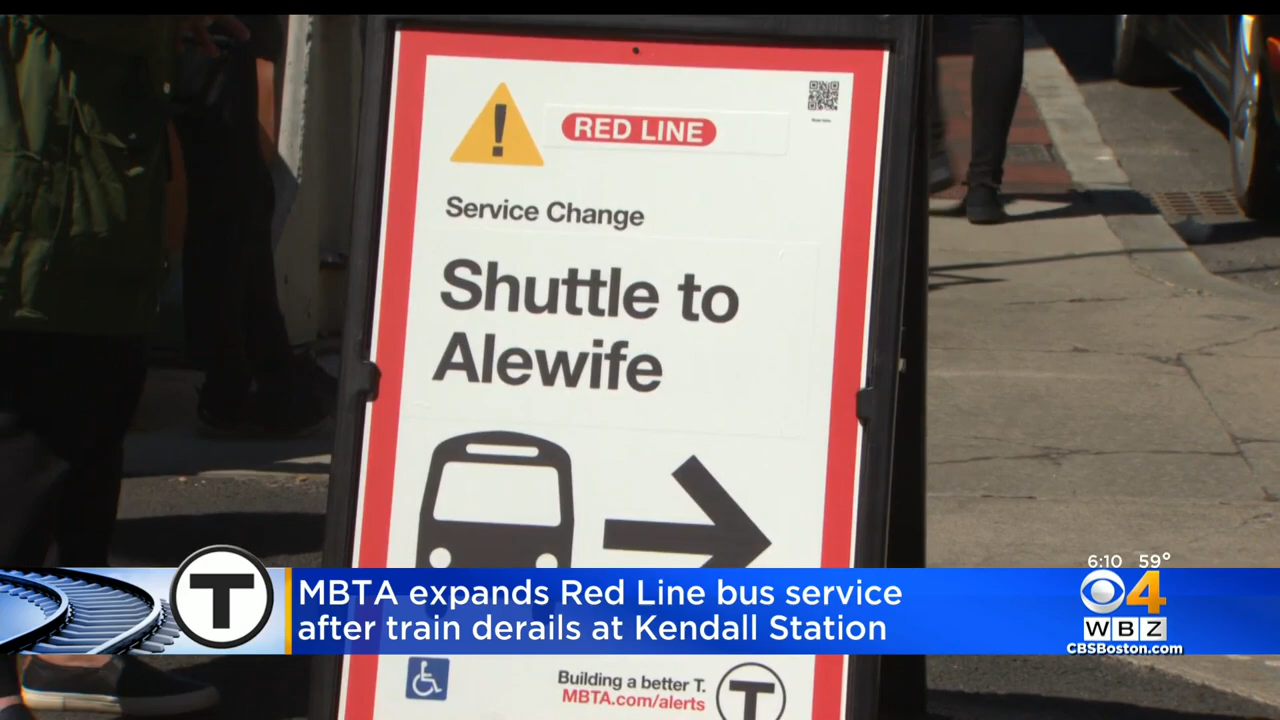 RED LINE
Service Change
Shuttle to
Alewife
MBTA expands Red Line bus service
after train derails at Kendall Station
T
6:10 59°
4
WBZ
CBSBoston.com
Building a better T.
MBTA.com/alerts
T